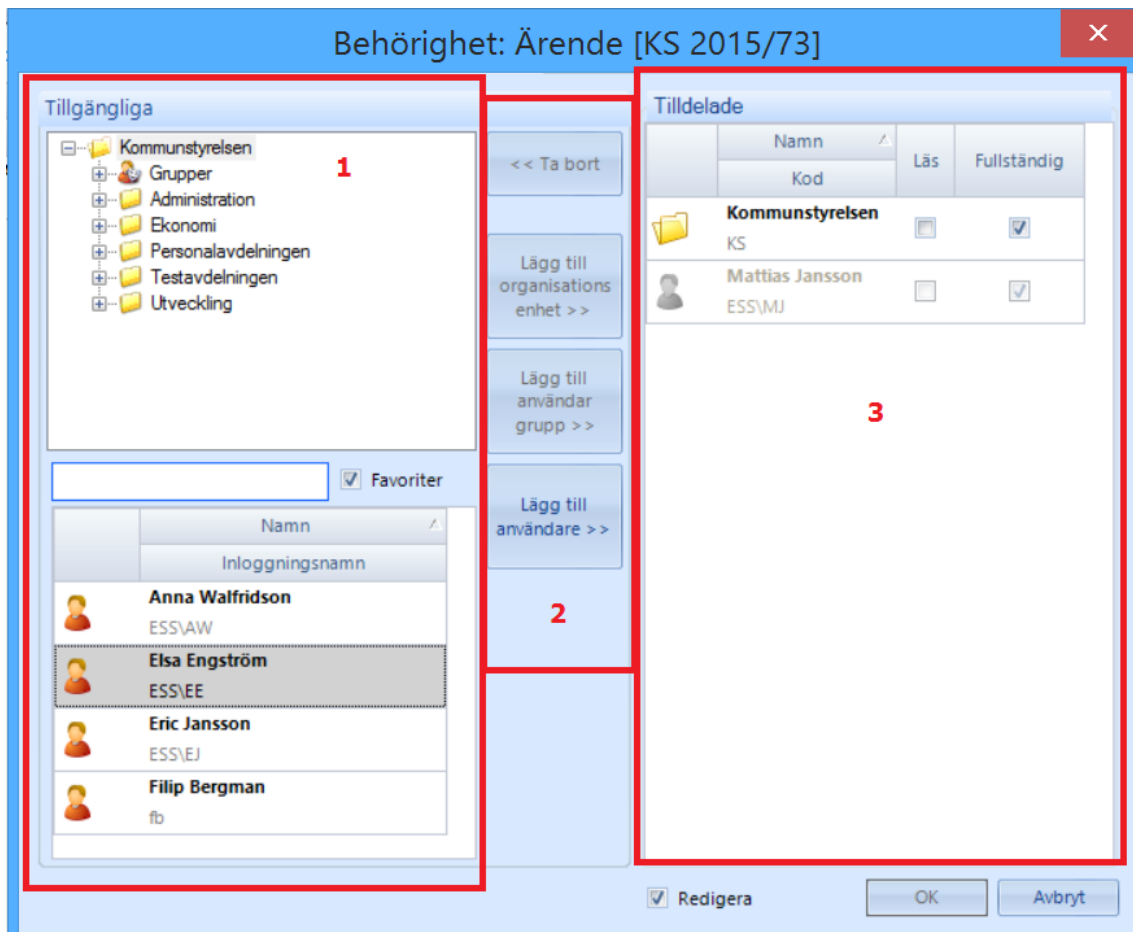 Behörighet: Ärende [KS 2015/73]
Tillgängliga
Kommunstyrelsen
Grupper
Administration
Ekonomi
Personalavdelningen
Testavdelningen
Utveckling
1
Favoriter
Namn
Inloggningsnamn
Anna Walfridson
ESS\AW
Elsa Engström
ESS\EE
Eric Jansson
ESS\EJ
Filip Bergman
fb
<< Ta bort
Lägg till
organisations
enhet >>
Lägg till
användar
grupp >>
Lägg till
användare >>
2
Tilldelade
Namn
Kod
Läs
Fullständig
Kommunstyrelsen
KS
Mattias Jansson
ESS\MJ
3
Redigera
OK
Avbryt